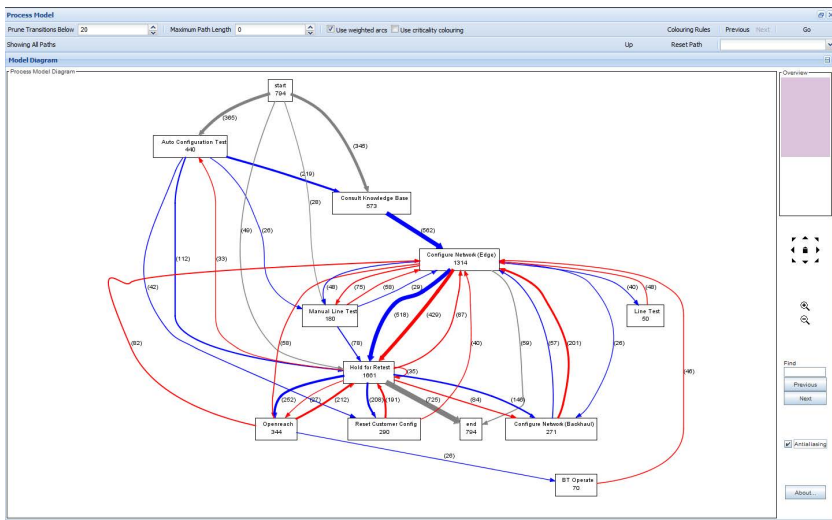 Process Model
Prune Transitions Below 20 Maximum Path Length 0 Use weighted arcs Use criticality colouring Colouring Rules Previous Next Go
Showing All Paths Up Reset Path
Model Diagram
Process Model Diagram
Overview
start
794
(365)
(346)
Auto Configuration Test
440
(219)
(28)
Consult Knowledge Base
573
(49)
(26)
(562)
(112)
(33)
(42)
Configure Network (Edge)
1314
(48)
(75)
(58)
(29)
(40)
(48)
Manual Line Test
180
Line Test
50
(518)
(429)
(87)
(82)
(58)
(78)
(40)
(59)
(57)
(201)
(26)
Hold for Retest
1661
(35)
(46)
(252)
(37)
(212)
(208)
(191)
(725)
(84)
(146)
Openreach
344
Reset Customer Config
290
end
794
Configure Network (Backhaul)
271
(26)
BT Operate
70
Find
Previous
Next
Antialiasing
About...